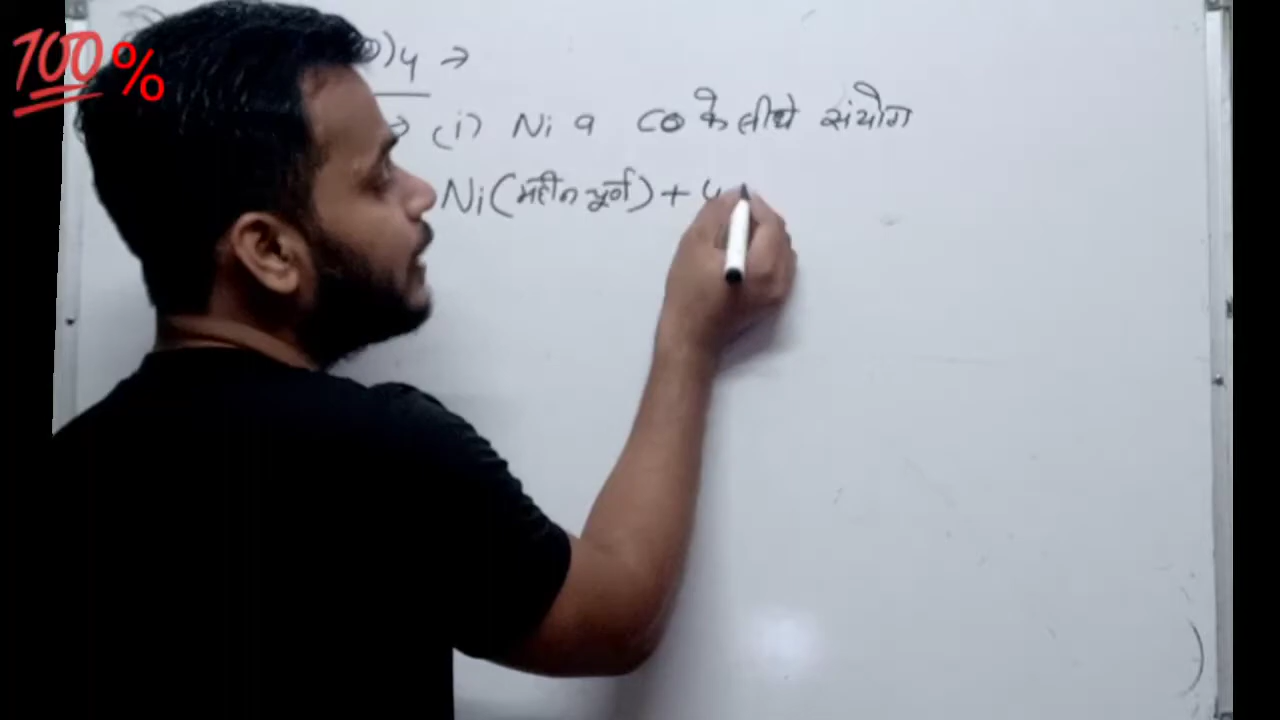 100%
)4 →
→ (i) Ni व CO के सीधे संयोग
Ni (महीन चूर्ण) + 4
)